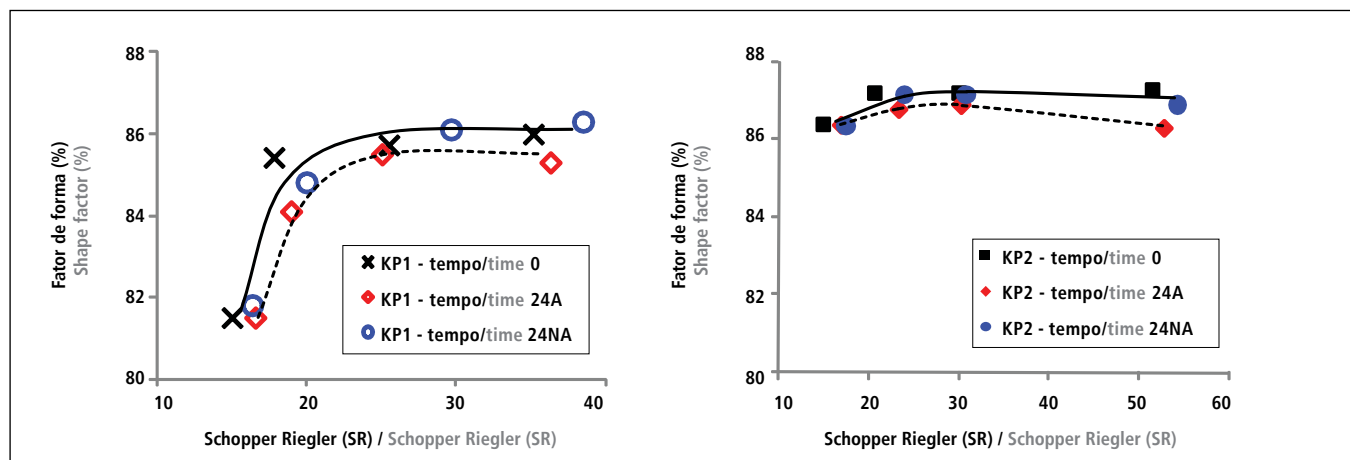 Fator de forma (%)
Shape factor (%)
88
86
84
82
80
10 20 30 40
KP1 - tempo/time 0
KP1 - tempo/time 24A
KP1 - tempo/time 24NA
Schopper Riegler (SR) / Schopper Riegler (SR)
Fator de forma (%)
Shape factor (%)
88
86
84
82
80
10 20 30 40 50 60
KP2 - tempo/time 0
KP2 - tempo/time 24A
KP2 - tempo/time 24NA
Schopper Riegler (SR) / Schopper Riegler (SR)